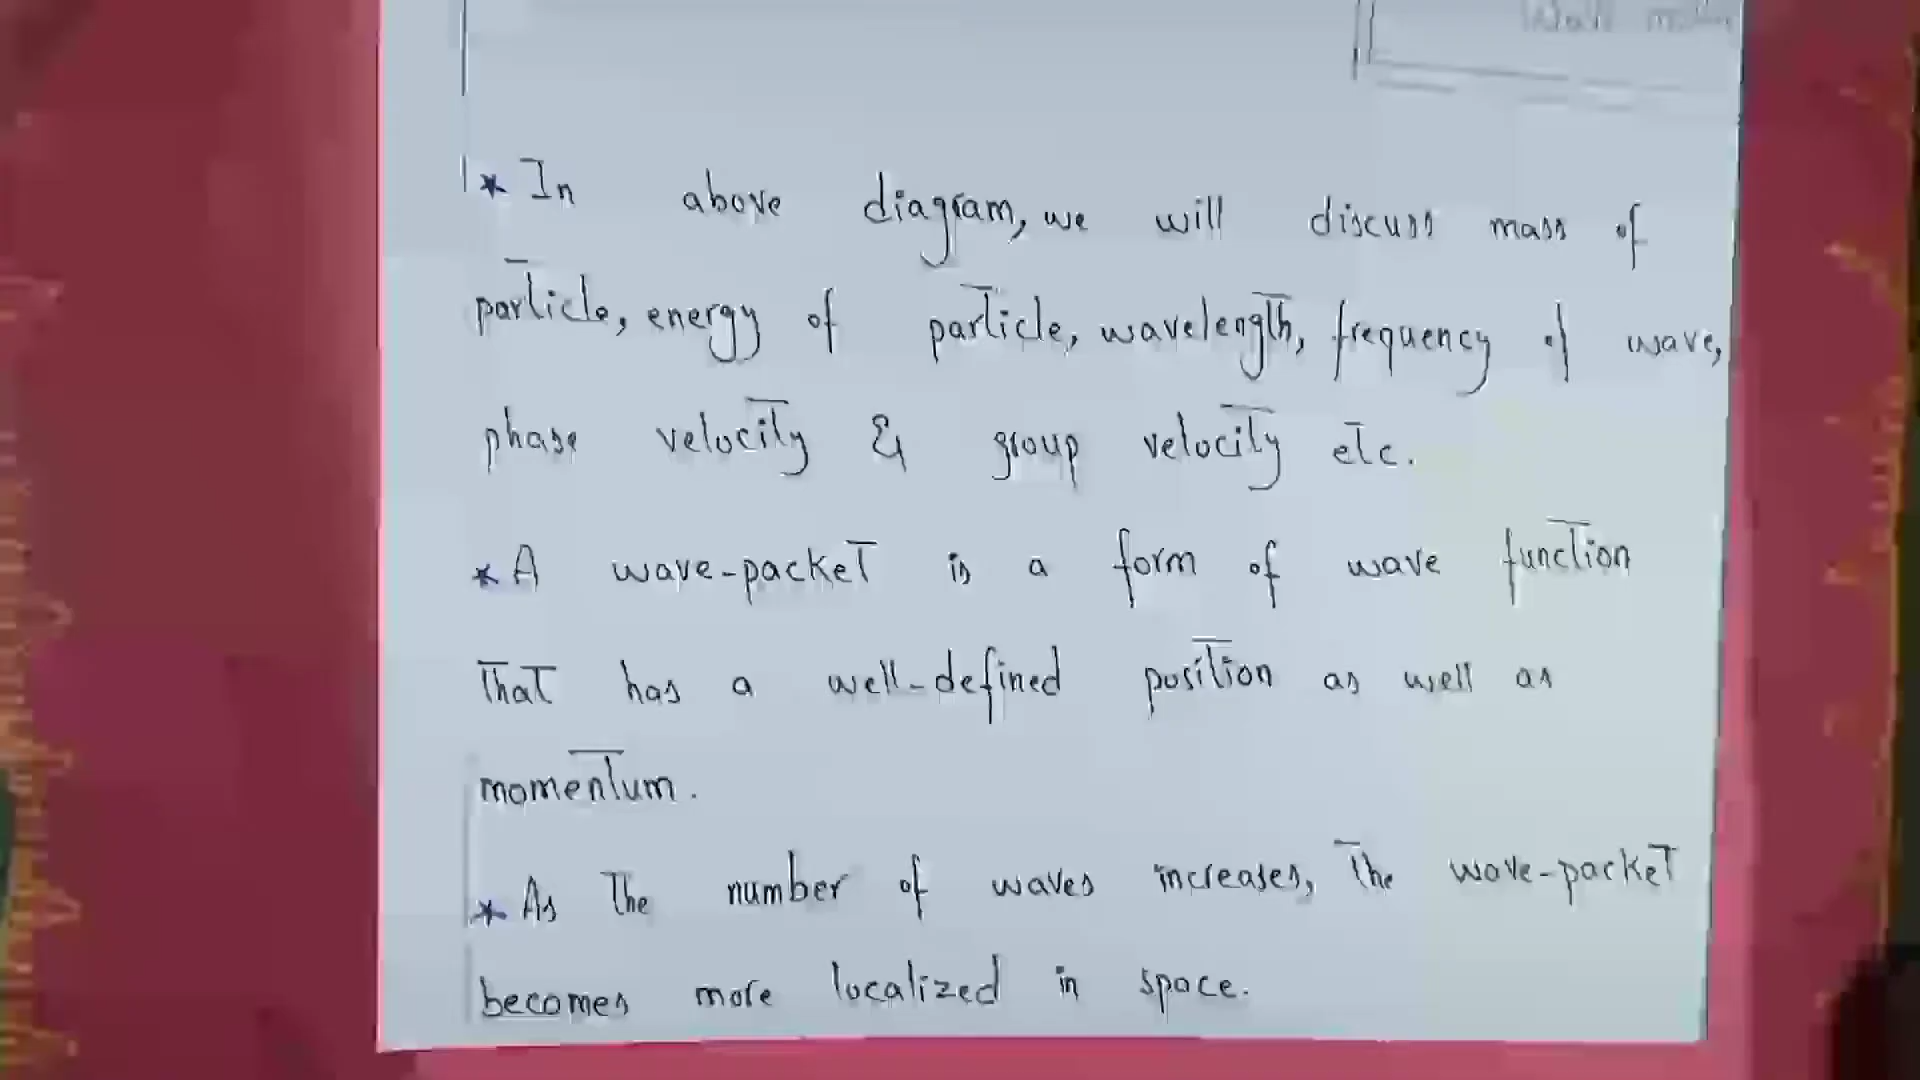 * In above diagram, we will discuss mass of
particle, energy of particle, wavelength, frequency of wave,
phase velocity & group velocity etc.
* A wave-packet is a form of wave function
that has a well-defined position as well as
momentum.
* As the number of waves increases, the wave-packet
becomes more localized in space.